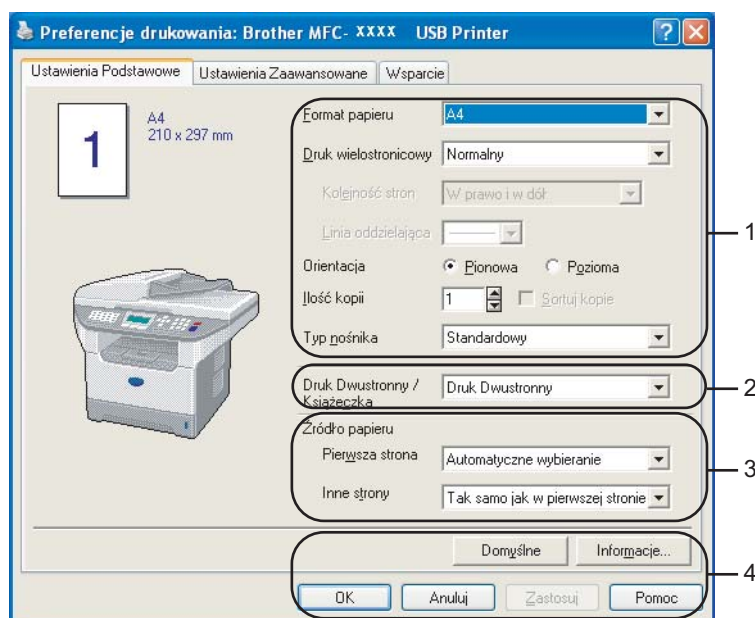 Preferencje drukowania: Brother MFC- XXXX USB Printer
Ustawienia Podstawowe Ustawienia Zaawansowane Wsparcie
1
A4
210 x 297 mm
Format papieru A4
Druk wielostronicowy Normalny
Kolejność stron W prawo i w dół
Linia oddzielająca
1
Orientacja Pionowa Pozioma
Ilość kopii 1 Sortuj kopie
Typ nośnika Standardowy
Druk Dwustronny /
Książeczka
Druk Dwustronny
2
Źródło papieru
Pierwsza strona Automatyczne wybieranie
3
Inne strony Tak samo jak w pierwszej stronie
Domyślne Informacje...
4
OK Anuluj Zastosuj Pomoc